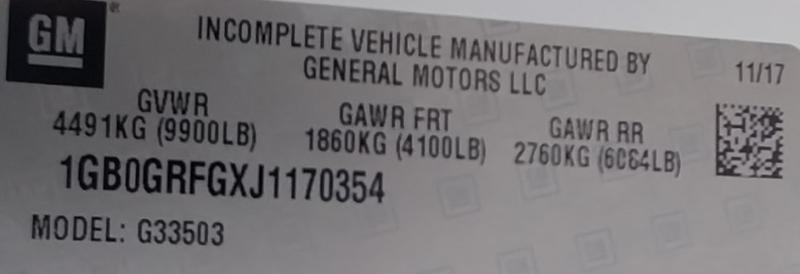 GM
INCOMPLETE VEHICLE MANUFACTURED BY
GENERAL MOTORS LLC
11/17
GVWR
4491KG (9900LB)
GAWR FRT
1860KG (4100LB)
GAWR RR
2760KG (6084LB)
1GB0GRFGXJ1170354
MODEL: G33503